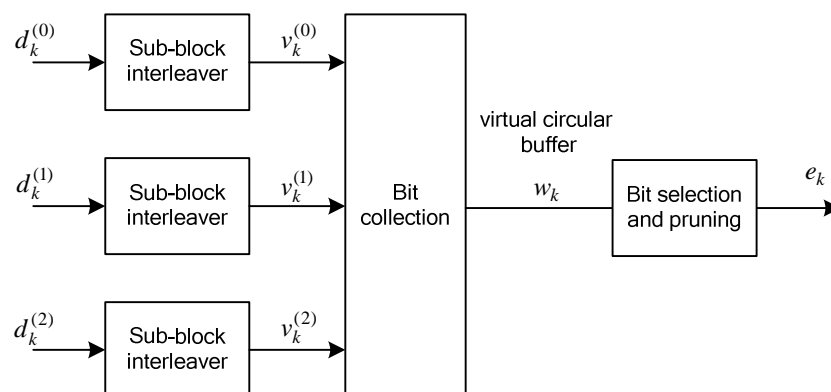 d_k^{(0)}
Sub-block
interleaver
v_k^{(0)}
d_k^{(1)}
Sub-block
interleaver
v_k^{(1)}
d_k^{(2)}
Sub-block
interleaver
v_k^{(2)}
Bit
collection
virtual circular
buffer
w_k
Bit selection
and pruning
e_k